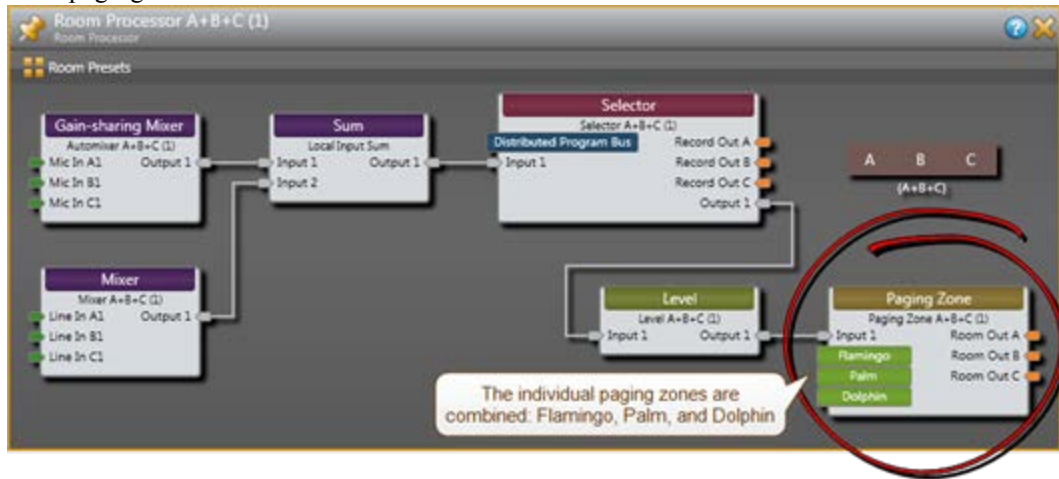 Room Processor A+B+C (1)
Room Processor
Room Presets
Gain-sharing Mixer
Automixer A+B+C (1)
Mic In A1 Output 1
Mic In B1
Mic In C1
Sum
Local Input Sum
Input 1 Output 1
Input 2
Selector
Selector A+B+C (1)
Distributed Program Bus Record Out A
Input 1 Record Out B
Record Out C
Output 1
A B C
(A+B+C)
Mixer
Mixer A+B+C (1)
Line In A1 Output 1
Line In B1
Line In C1
Level
Level A+B+C (1)
Input 1 Output 1
Paging Zone
Paging Zone A+B+C (1)
Input 1 Room Out A
Flamingo Room Out B
Palm Room Out C
Dolphin
The individual paging zones are
combined: Flamingo, Palm, and Dolphin